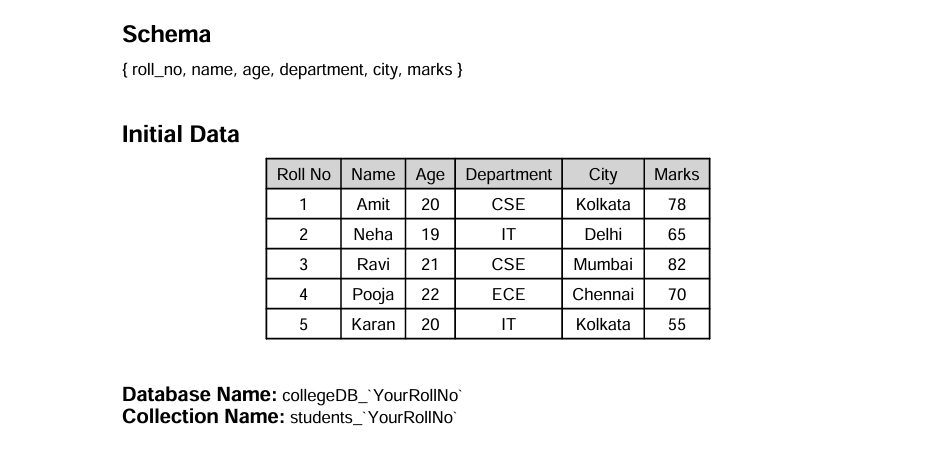 Schema
{ roll_no, name, age, department, city, marks }
Initial Data
Roll No Name Age Department City Marks
1 Amit 20 CSE Kolkata 78
2 Neha 19 IT Delhi 65
3 Ravi 21 CSE Mumbai 82
4 Pooja 22 ECE Chennai 70
5 Karan 20 IT Kolkata 55
Database Name: collegeDB_`YourRollNo`
Collection Name: students_`YourRollNo`